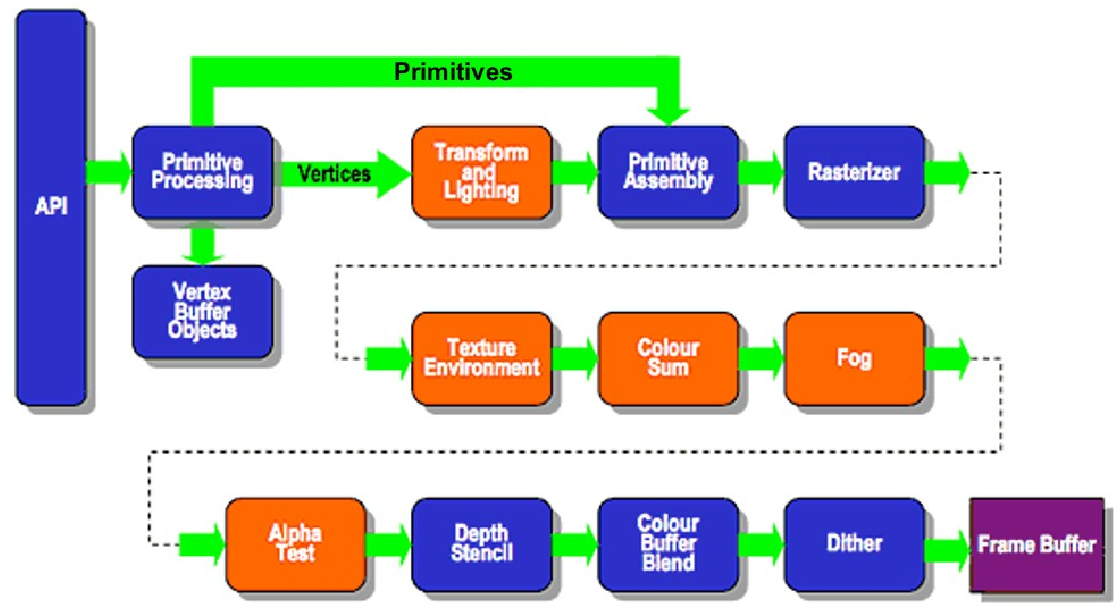 Primitives
API
Primitive
Processing
Vertices
Transform
and
Lighting
Primitive
Assembly
Rasterizer
Vertex
Buffer
Objects
Texture
Environment
Colour
Sum
Fog
Alpha
Test
Depth
Stencil
Colour
Buffer
Blend
Dither
Frame Buffer